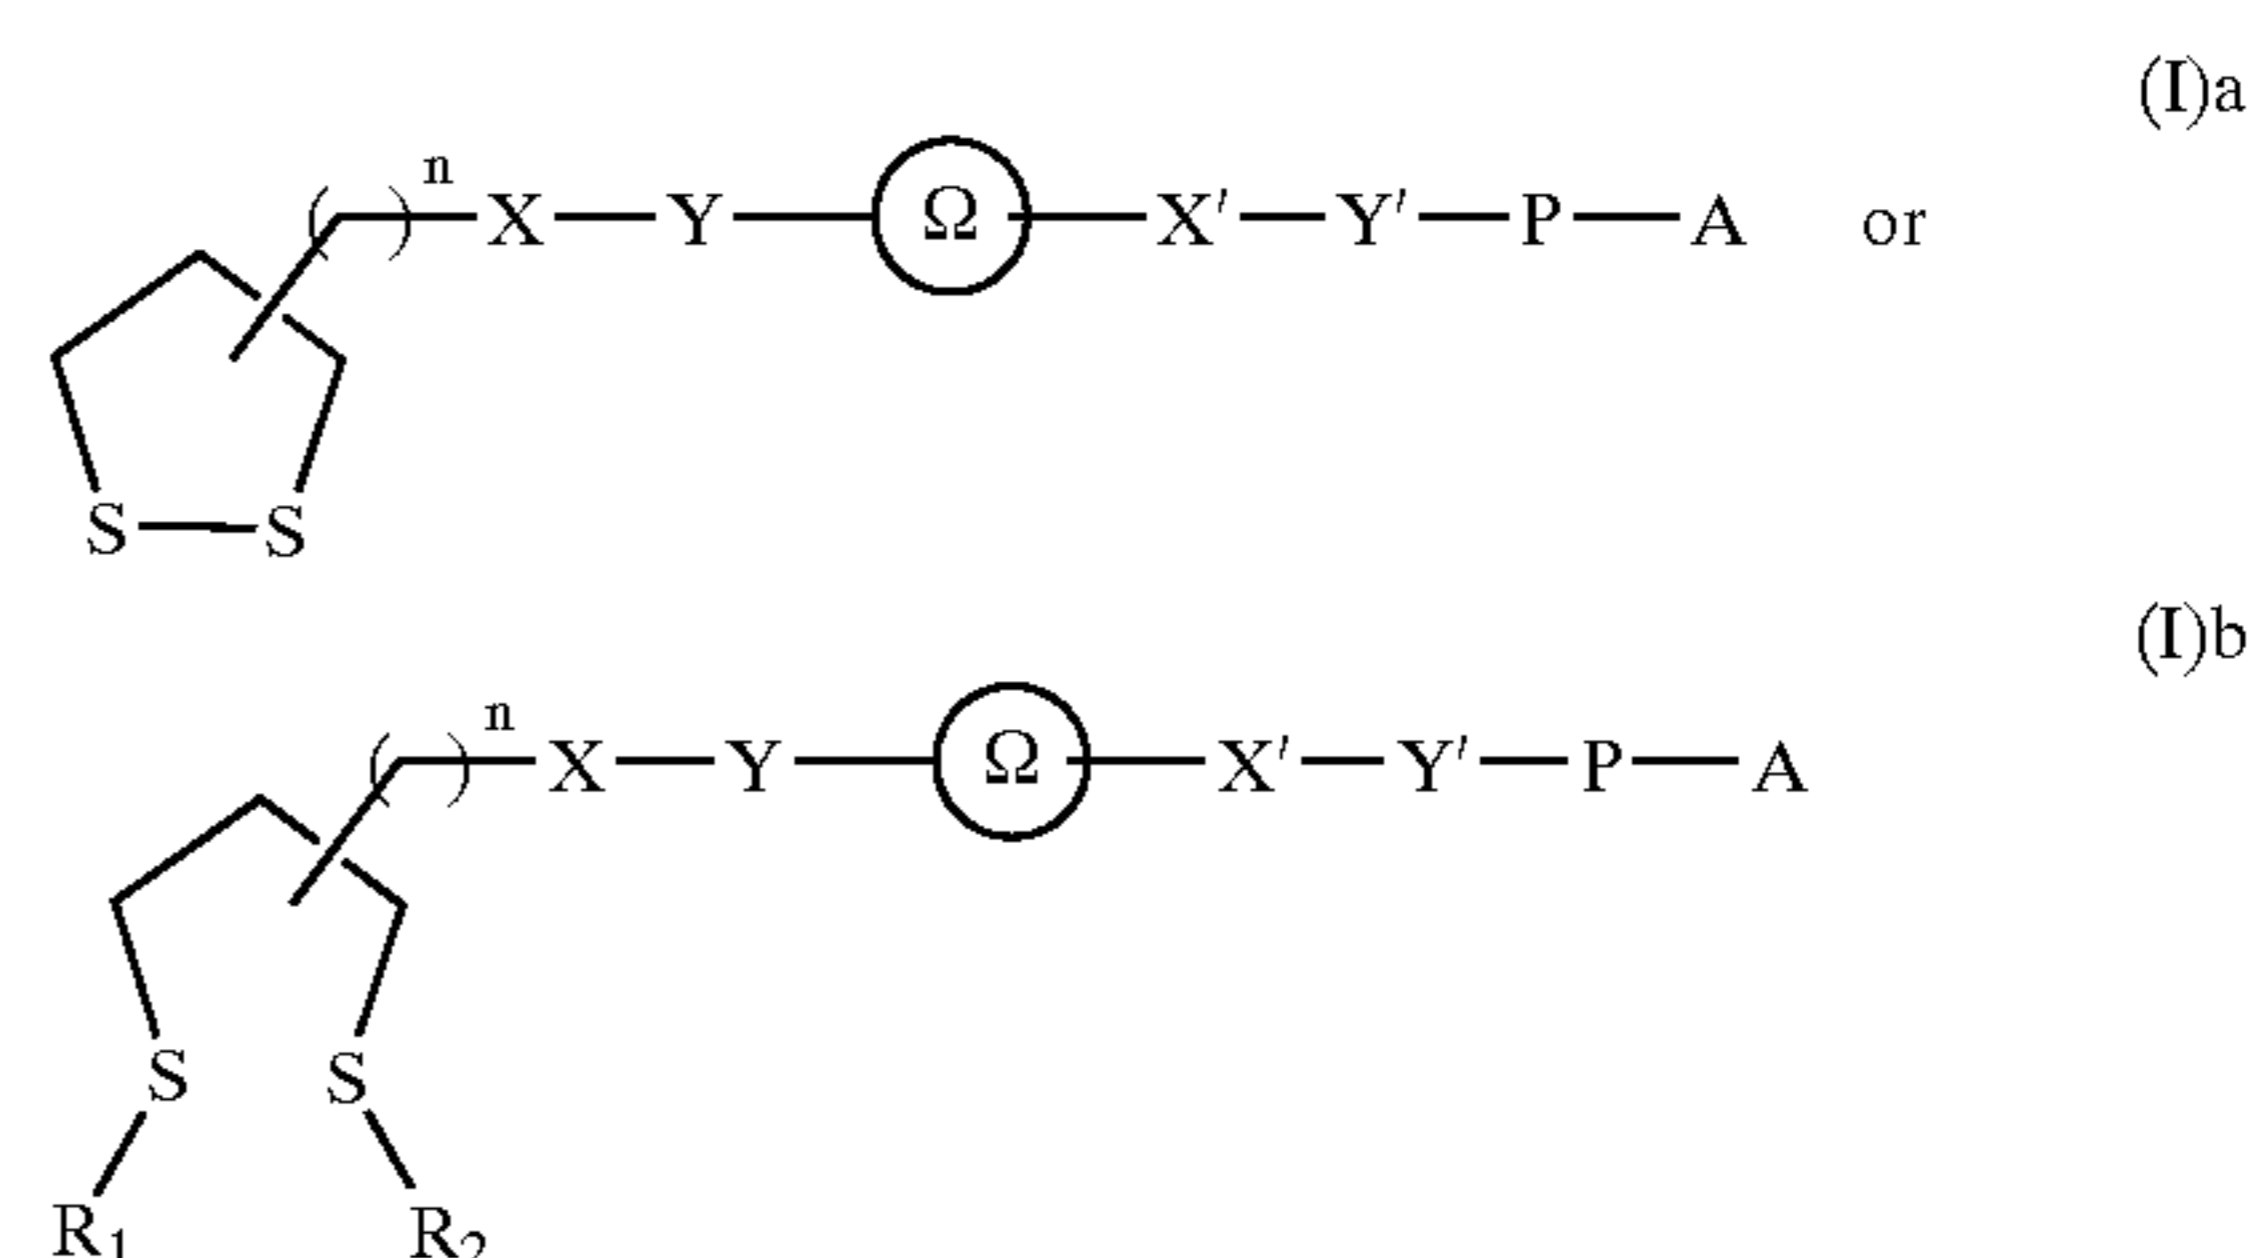 (I)a
n
X — Y — Ω — X' — Y' — P — A or
S — S
(I)b
n
X — Y — Ω — X' — Y' — P — A
S S
R1 R2